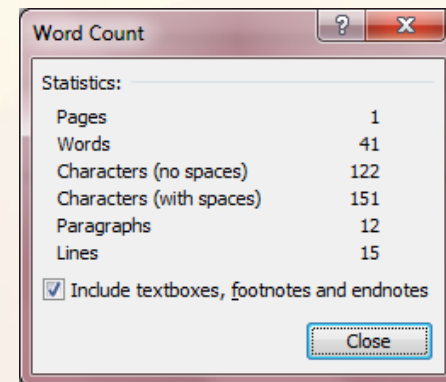 Word Count
Statistics:
Pages 1
Words 41
Characters (no spaces) 122
Characters (with spaces) 151
Paragraphs 12
Lines 15
Include textboxes, footnotes and endnotes
Close